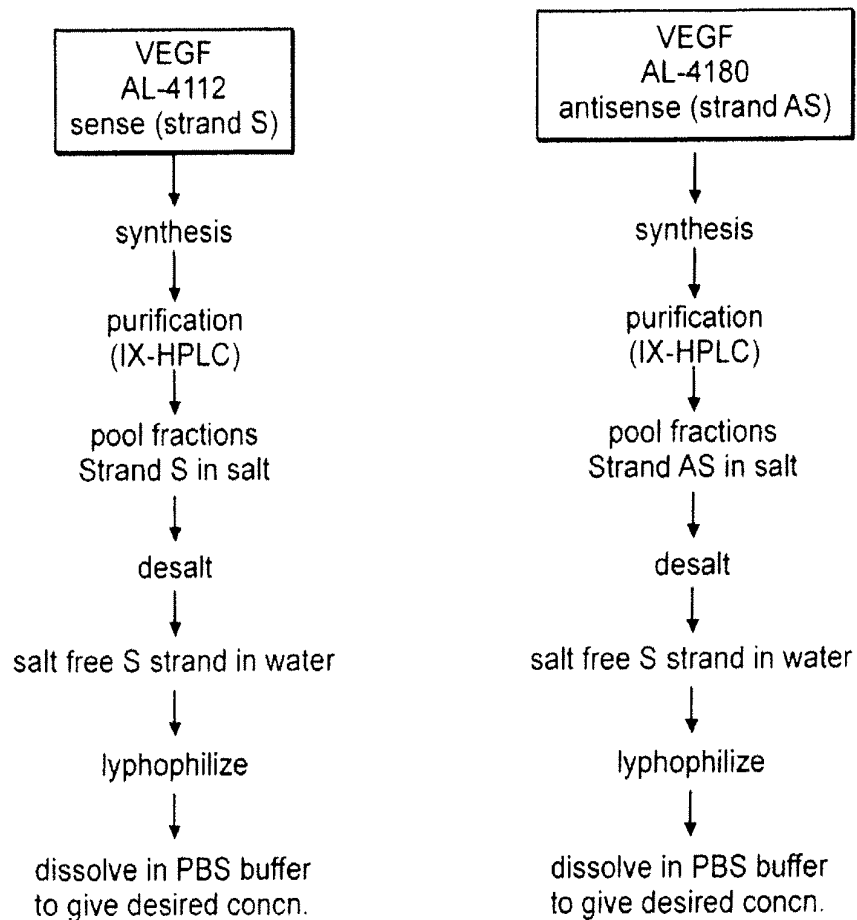 VEGF
AL-4112
sense (strand S)
synthesis
purification
(IX-HPLC)
pool fractions
Strand S in salt
desalt
salt free S strand in water
lyphophilize
dissolve in PBS buffer
to give desired concn.
VEGF
AL-4180
antisense (strand AS)
synthesis
purification
(IX-HPLC)
pool fractions
Strand AS in salt
desalt
salt free S strand in water
lyphophilize
dissolve in PBS buffer
to give desired concn.